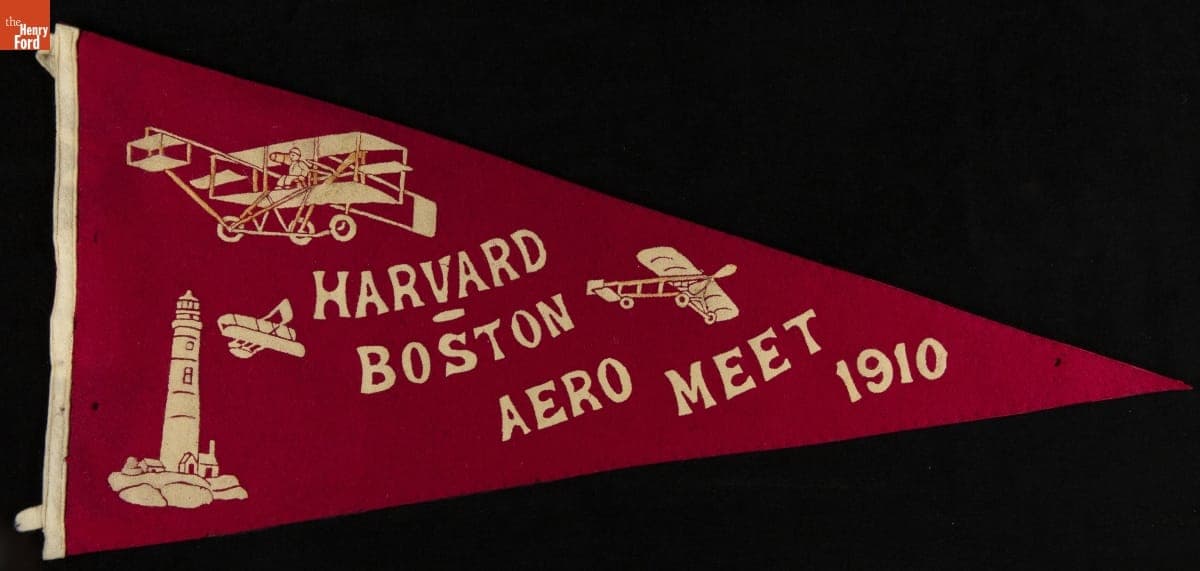 the
Henry
Ford
HARVARD
-
BOSTON
AERO MEET 1910